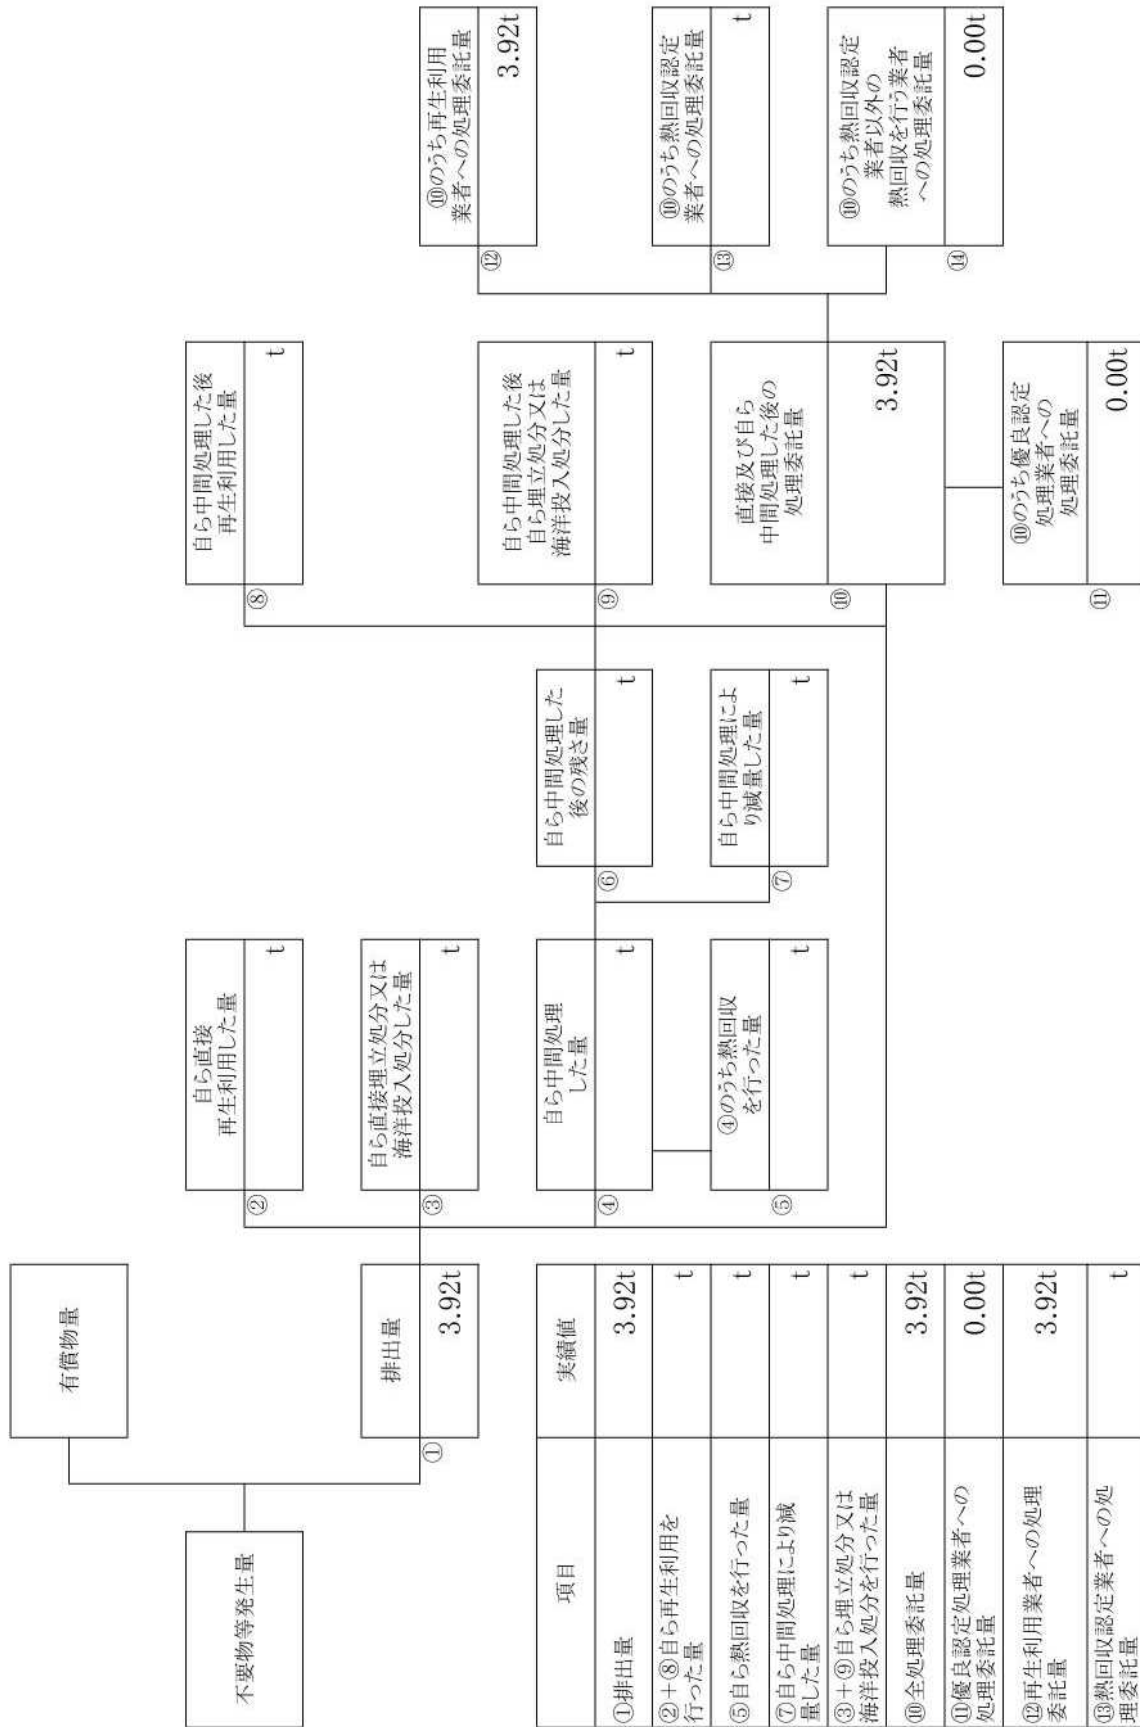 有償物量
不要物等発生量
排出量
①
3.92t
自ら直接
再生利用した量
②
t
自ら直接埋立処分又は
海洋投入処分した量
③
t
自ら中間処理
した量
④
t
④のうち熱回収
を行った量
⑤
t
自ら中間処理した
後の残さ量
⑥
t
自ら中間処理によ
り減量した量
⑦
t
自ら中間処理した後
再生利用した量
⑧
t
自ら中間処理した後
自ら埋立処分又は
海洋投入処分した量
⑨
t
直接及び自ら
中間処理した後の
処理委託量
⑩
3.92t
⑩のうち優良認定
処理業者への
処理委託量
⑪
0.00t
⑩のうち再生利用
業者への処理委託量
⑫
3.92t
⑩のうち熱回収認定
業者への処理委託量
⑬
t
⑩のうち熱回収認定
業者以外の
熱回収を行う業者
への処理委託量
⑭
0.00t
項目 実績値
①排出量 3.92t
②+⑧自ら再生利用を
行った量 t
⑤自ら熱回収を行った量 t
⑦自ら中間処理により減
量した量 t
③+⑨自ら埋立処分又は
海洋投入処分を行った量 t
⑩全処理委託量 3.92t
⑪優良認定処理業者への
処理委託量 0.00t
⑫再生利用業者への処理
委託量 3.92t
⑬熱回収認定業者への処
理委託量 t